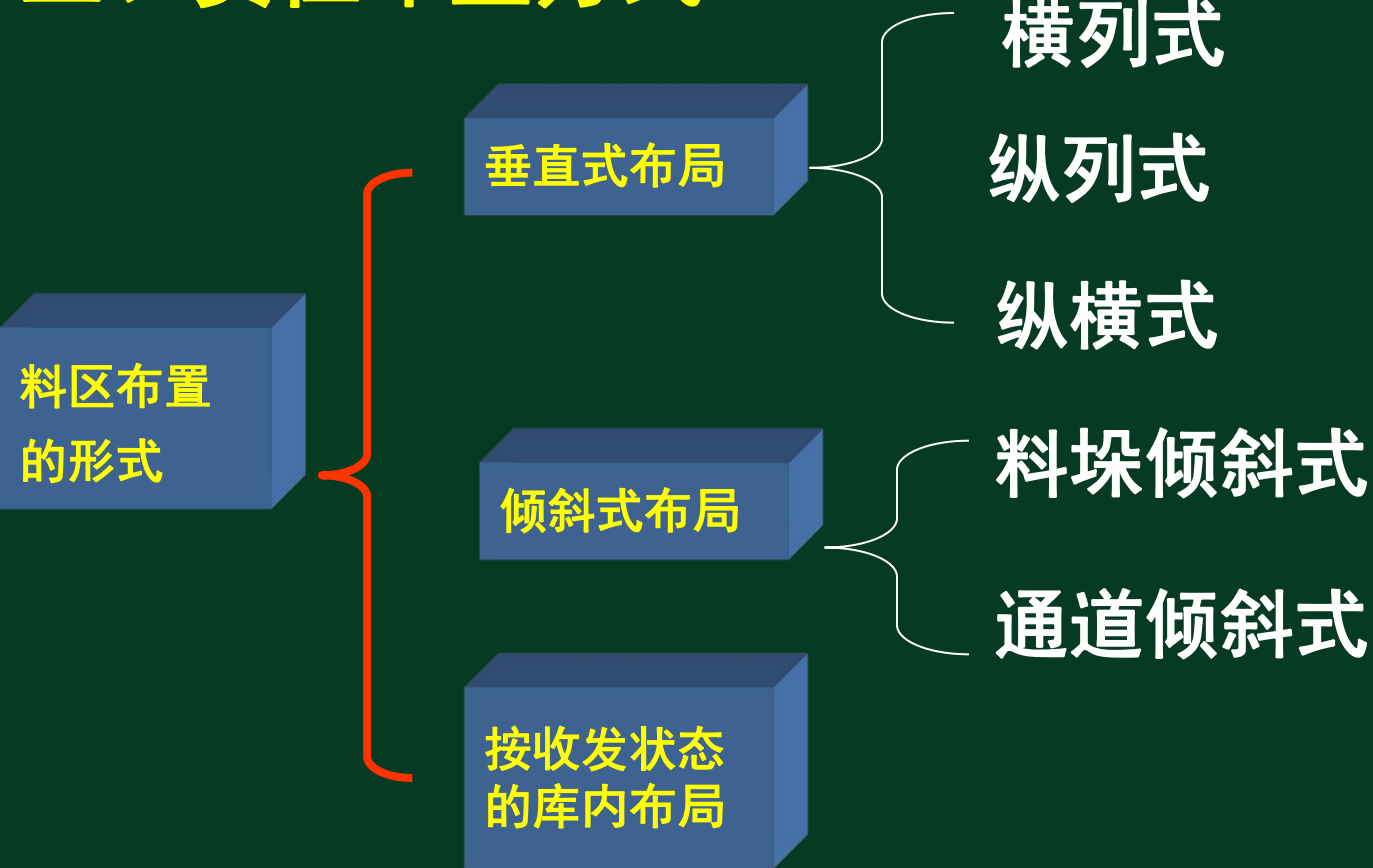 横列式
垂直式布局
纵列式
纵横式
料区布置
的形式
料垛倾斜式
倾斜式布局
通道倾斜式
按收发状态
的库内布局